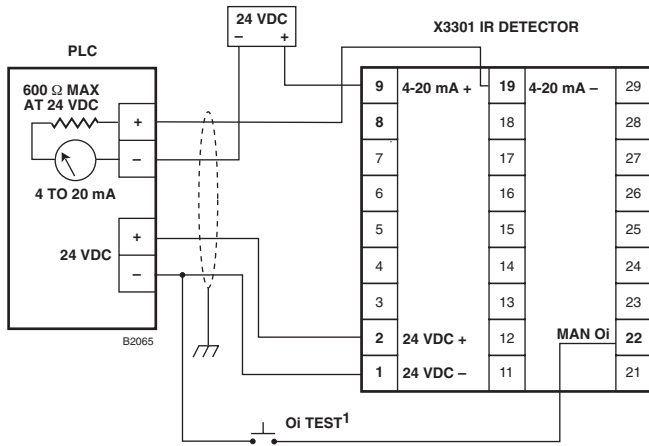 24 VDC
– +
X3301 IR DETECTOR
PLC
600 Ω MAX
AT 24 VDC
+
–
4 TO 20 mA
24 VDC
+
–
B2065
9 4-20 mA + 19 4-20 mA – 29
8 18 28
7 17 27
6 16 26
5 15 25
4 14 24
3 13 23
2 24 VDC + 12 MAN Oi 22
1 24 VDC – 11 21
Oi TEST¹